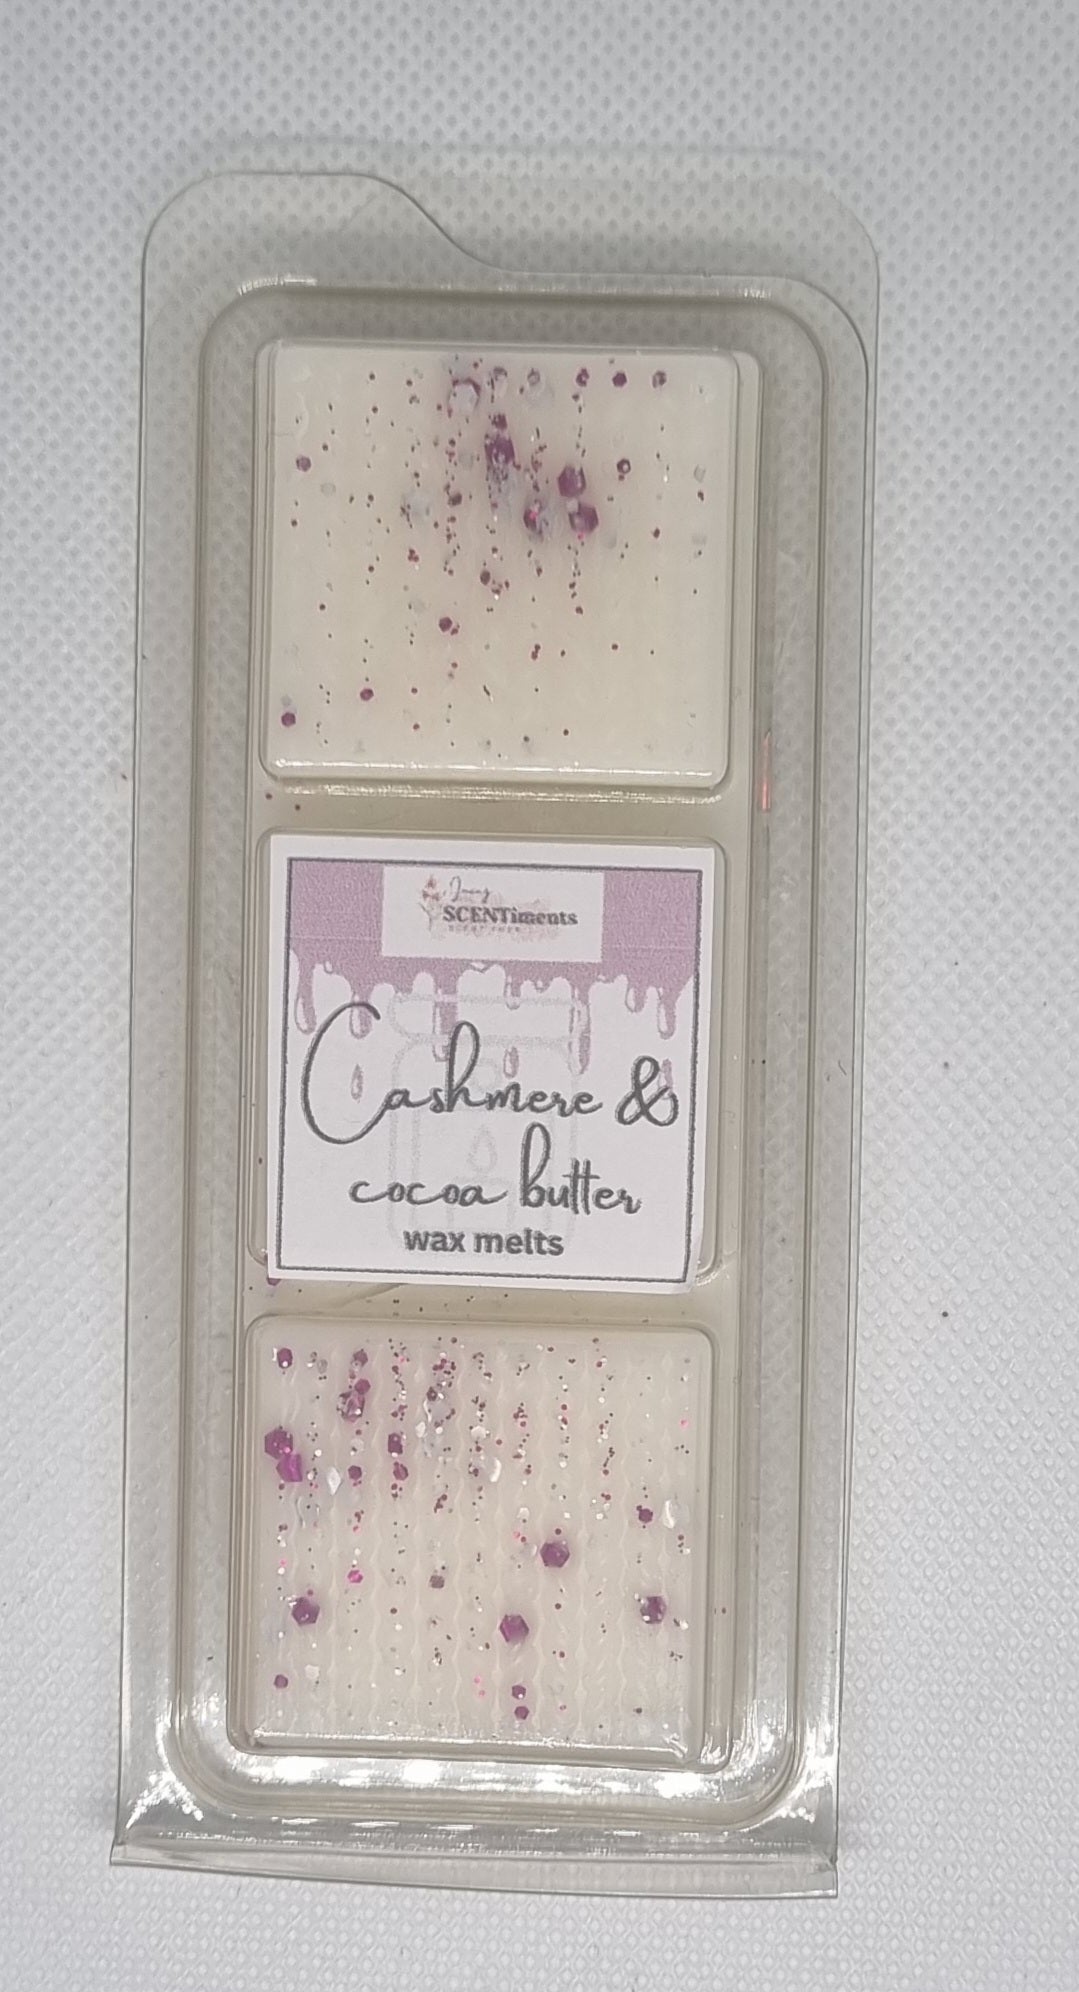 SCENTiments
Cashmere &
cocoa butter
wax melts